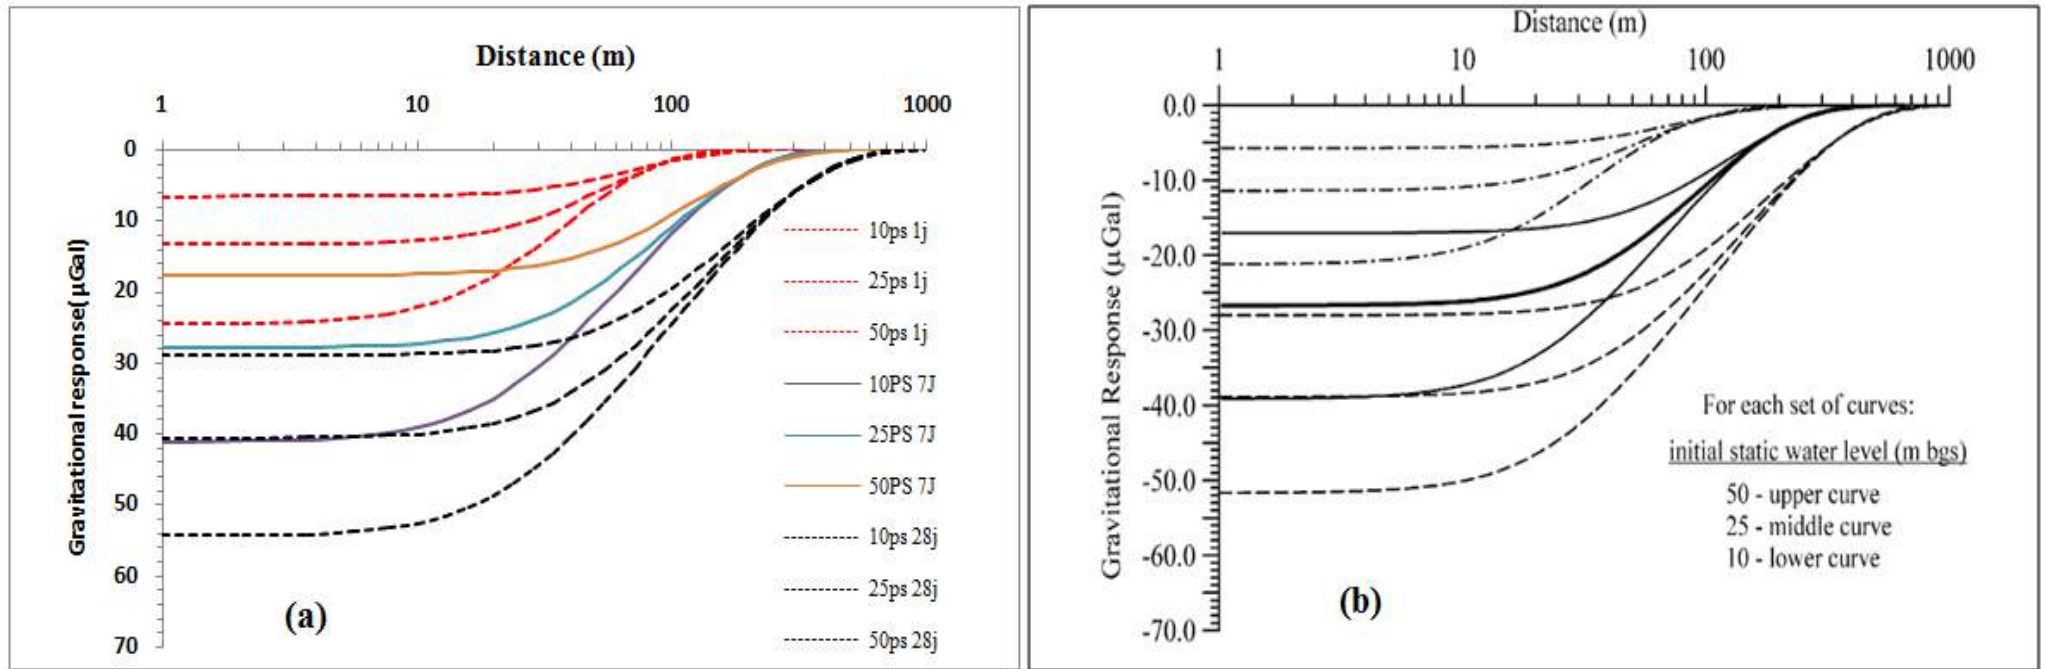 Distance (m)
1 10 100 1000
0
10
20
30
40
50
60
70
Gravitational response(µGal)
10ps 1j
25ps 1j
50ps 1j
10PS 7J
25PS 7J
50PS 7J
10ps 28j
25ps 28j
50ps 28j
(a)
Distance (m)
1 10 100 1000
0.0
-10.0
-20.0
-30.0
-40.0
-50.0
-60.0
-70.0
Gravitational Response (µGal)
For each set of curves:
initial static water level (m bgs)
50 - upper curve
25 - middle curve
10 - lower curve
(b)